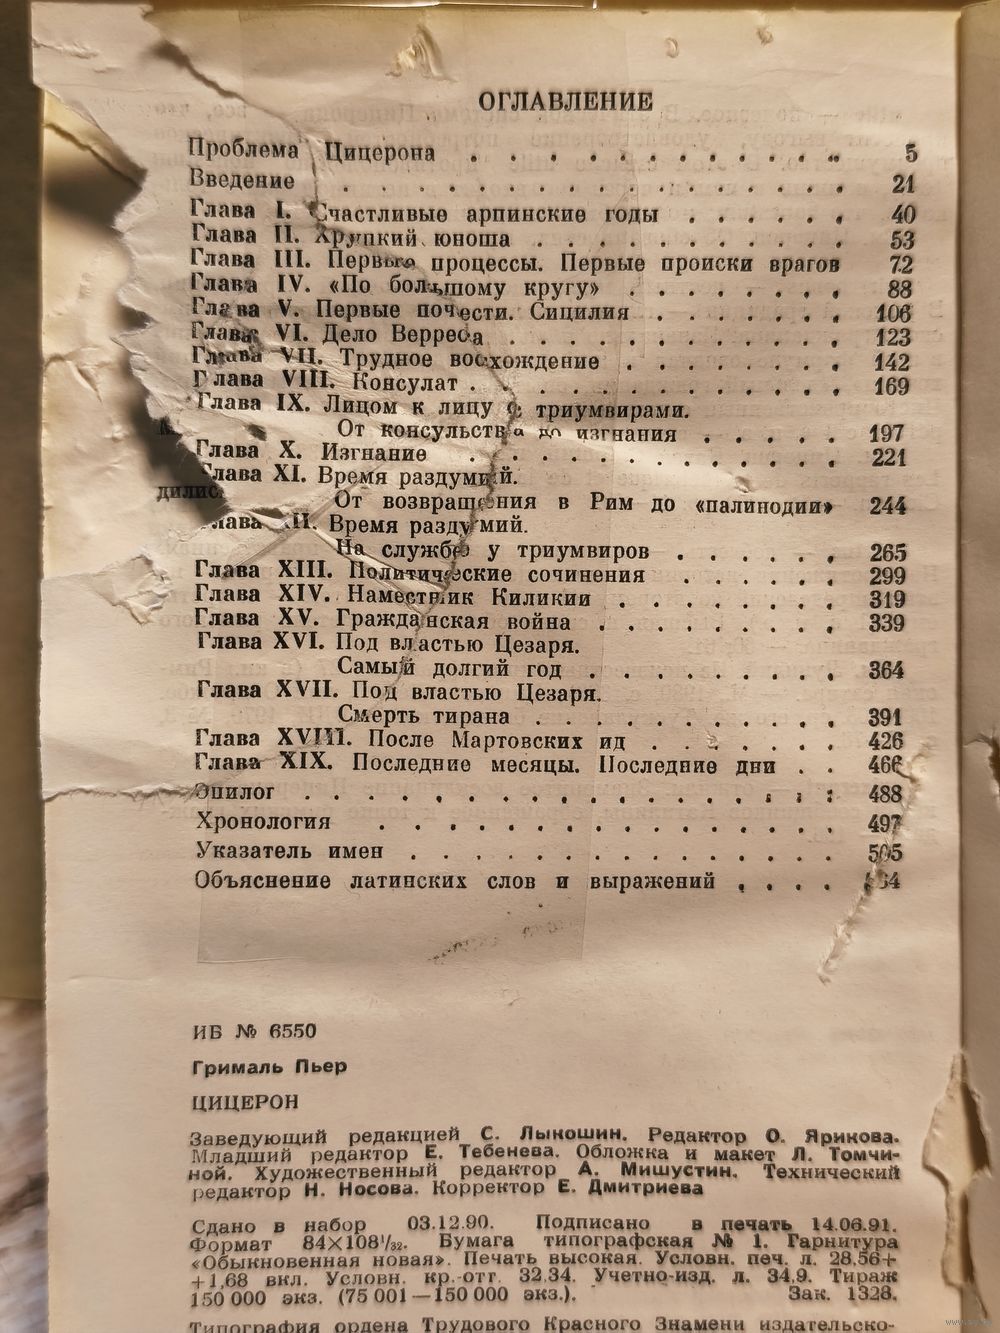 ОГЛАВЛЕНИЕ
Проблема Цицерона . . . . . . . . . . . 5
Введение . . . . . . . . . . . . . . 21
Глава I. Счастливые арпинские годы . . . . . . 40
Глава II. Хрупкий юноша . . . . . . . . . 53
Глава III. Первые процессы. Первые происки врагов 72
Глава IV. «По большому кругу» . . . . . . . 88
Глава V. Первые почести. Сицилия . . . . . . 106
Глава VI. Дело Верреса . . . . . . . . . . 123
Глава VII. Трудное восхождение . . . . . . . 142
Глава VIII. Консулат . . . . . . . . . . . 169
Глава IX. Лицом к лицу с триумвирами.
От консульства до изгнания . . . . . 197
Глава X. Изгнание . . . . . . . . . . . 221
Глава XI. Время раздумий.
дилис
От возвращения в Рим до «палинодии» 244
Глава XII. Время раздумий.
На службе у триумвиров . . . . . 265
Глава XIII. Политические сочинения . . . . . 299
Глава XIV. Наместник Киликии . . . . . . . 319
Глава XV. Гражданская война . . . . . . . 339
Глава XVI. Под властью Цезаря.
Самый долгий год . . . . . . . . 364
Глава XVII. Под властью Цезаря.
Смерть тирана . . . . . . . . . 391
Глава XVIII. После Мартовских ид . . . . . . 426
Глава XIX. Последние месяцы. Последние дни . . 466
Эпилог . . . . . . . . . . . . . . . . 488
Хронология . . . . . . . . . . . . . 497
Указатель имен . . . . . . . . . . . . . 505
Объяснение латинских слов и выражений . . . .
ИБ № 6550
Грималь Пьер
ЦИЦЕРОН
Заведующий редакцией С. Лыкошин. Редактор О. Ярикова.
Младший редактор Е. Тебенева. Обложка и макет Л. Томчи-
ной. Художественный редактор А. Мишустин. Технический
редактор Н. Носова. Корректор Е. Дмитриева
Сдано в набор 03.12.90. Подписано в печать 14.06.91.
Формат 84×108¹/₃₂. Бумага типографская № 1. Гарнитура
«Обыкновенная новая». Печать высокая. Условн. печ. л. 28,56+
+1,68 вкл. Условн. кр.-отт. 32.34. Учетно-изд. л. 34,9. Тираж
150 000 экз. (75 001—150 000 экз.). Зак. 1328.
Типография ордена Трудового Красного Знамени издательско-